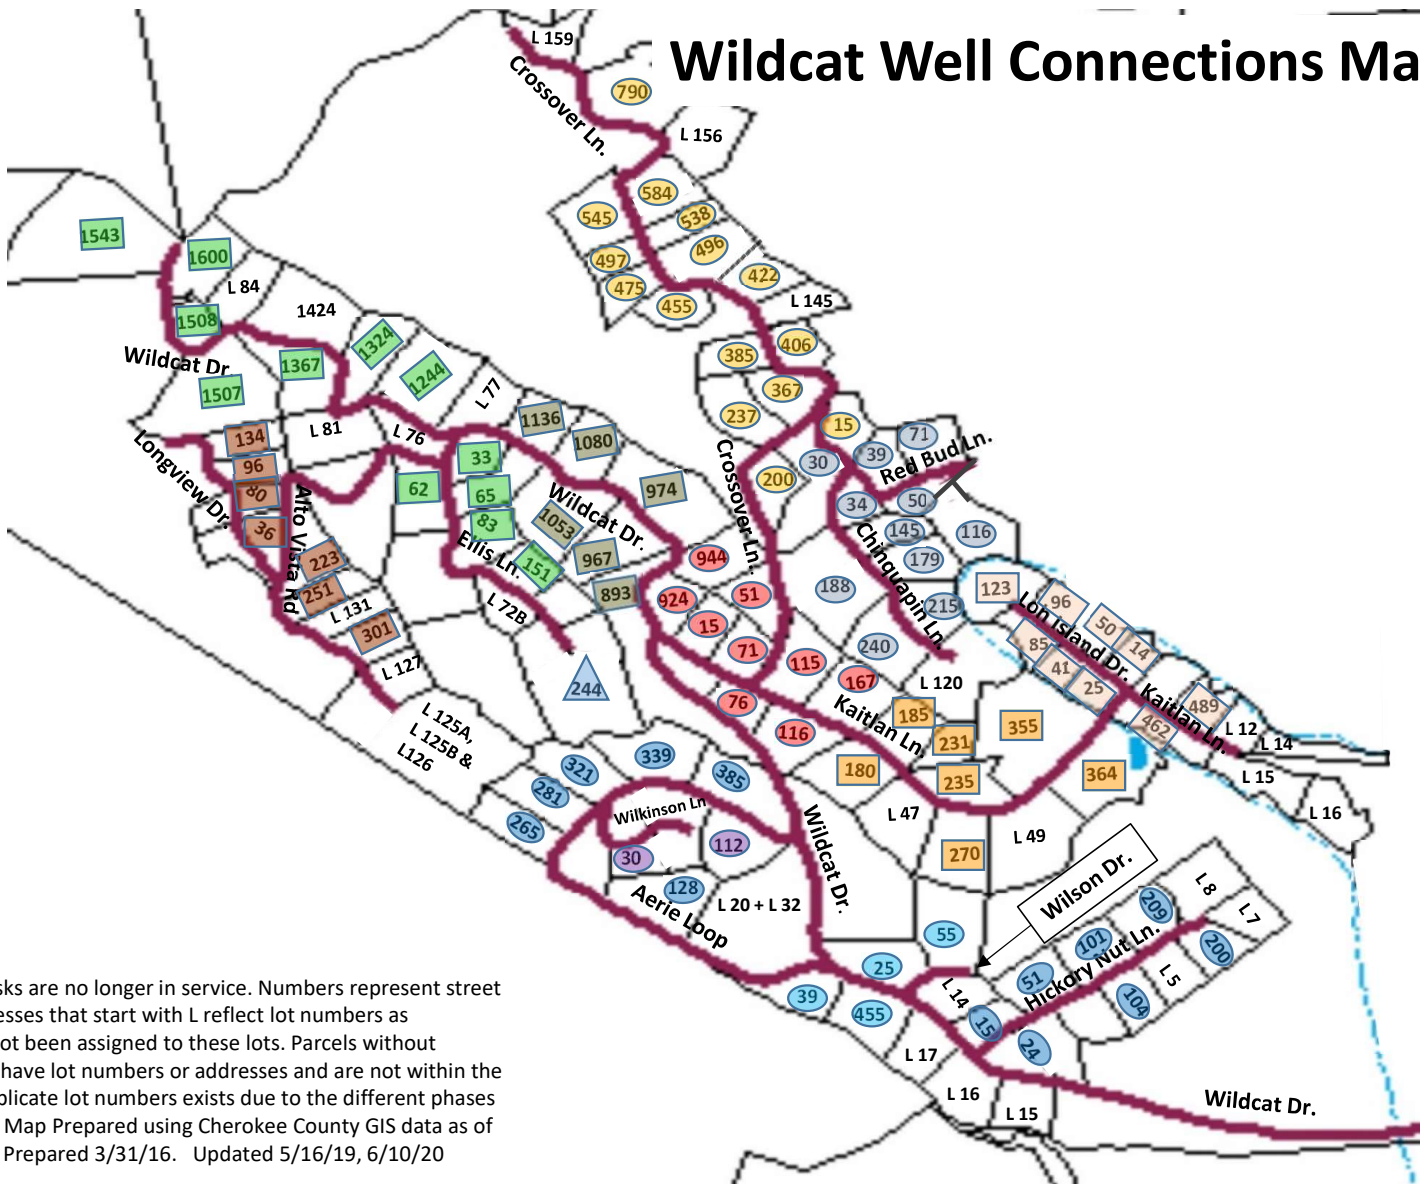 Wildcat Well Connections Ma
L 159
Crossover Ln.
790
L 156
584
545
538
497
496
475
422
455
L 145
1543
1600
L 84
1508
1424
Wildcat Dr.
1367
1324
1507
1244
L 77
406
385
367
237
15
134
L 81
L 76
1136
1080
33
71
39
30
Red Bud Ln.
Longview Dr.
96
80
62
65
974
200
Crossover Ln.
34
50
36
Alto Vista Rd
83
1053
Wildcat Dr.
145
116
Ellis Ln.
151
967
944
Chinquapin Ln.
179
223
251
893
924
51
188
215
123
96
L 131
L 72B
15
Lon Island Dr.
50
14
301
71
115
240
85
41
25
L 127
244
167
L 120
Kaitlan Ln.
489
462
76
185
L 125A,
L 125B &
L126
116
Kaitlan Ln.
231
355
L 12
L 14
339
321
385
180
235
364
L 15
281
Wilkinson Ln
265
L 47
L 49
L 16
30
112
Wildcat Dr.
270
128
Aerie Loop
L 20 + L 32
Wilson Dr.
L 8
L 7
209
55
101
Hickory Nut Ln.
200
25
51
L 5
39
455
L 14
104
15
24
L 17
L 16
L 15
Wildcat Dr.
sks are no longer in service. Numbers represent street
esses that start with L reflect lot numbers as
ot been assigned to these lots. Parcels without
have lot numbers or addresses and are not within the
plicate lot numbers exists due to the different phases
Map Prepared using Cherokee County GIS data as of
Prepared 3/31/16. Updated 5/16/19, 6/10/20